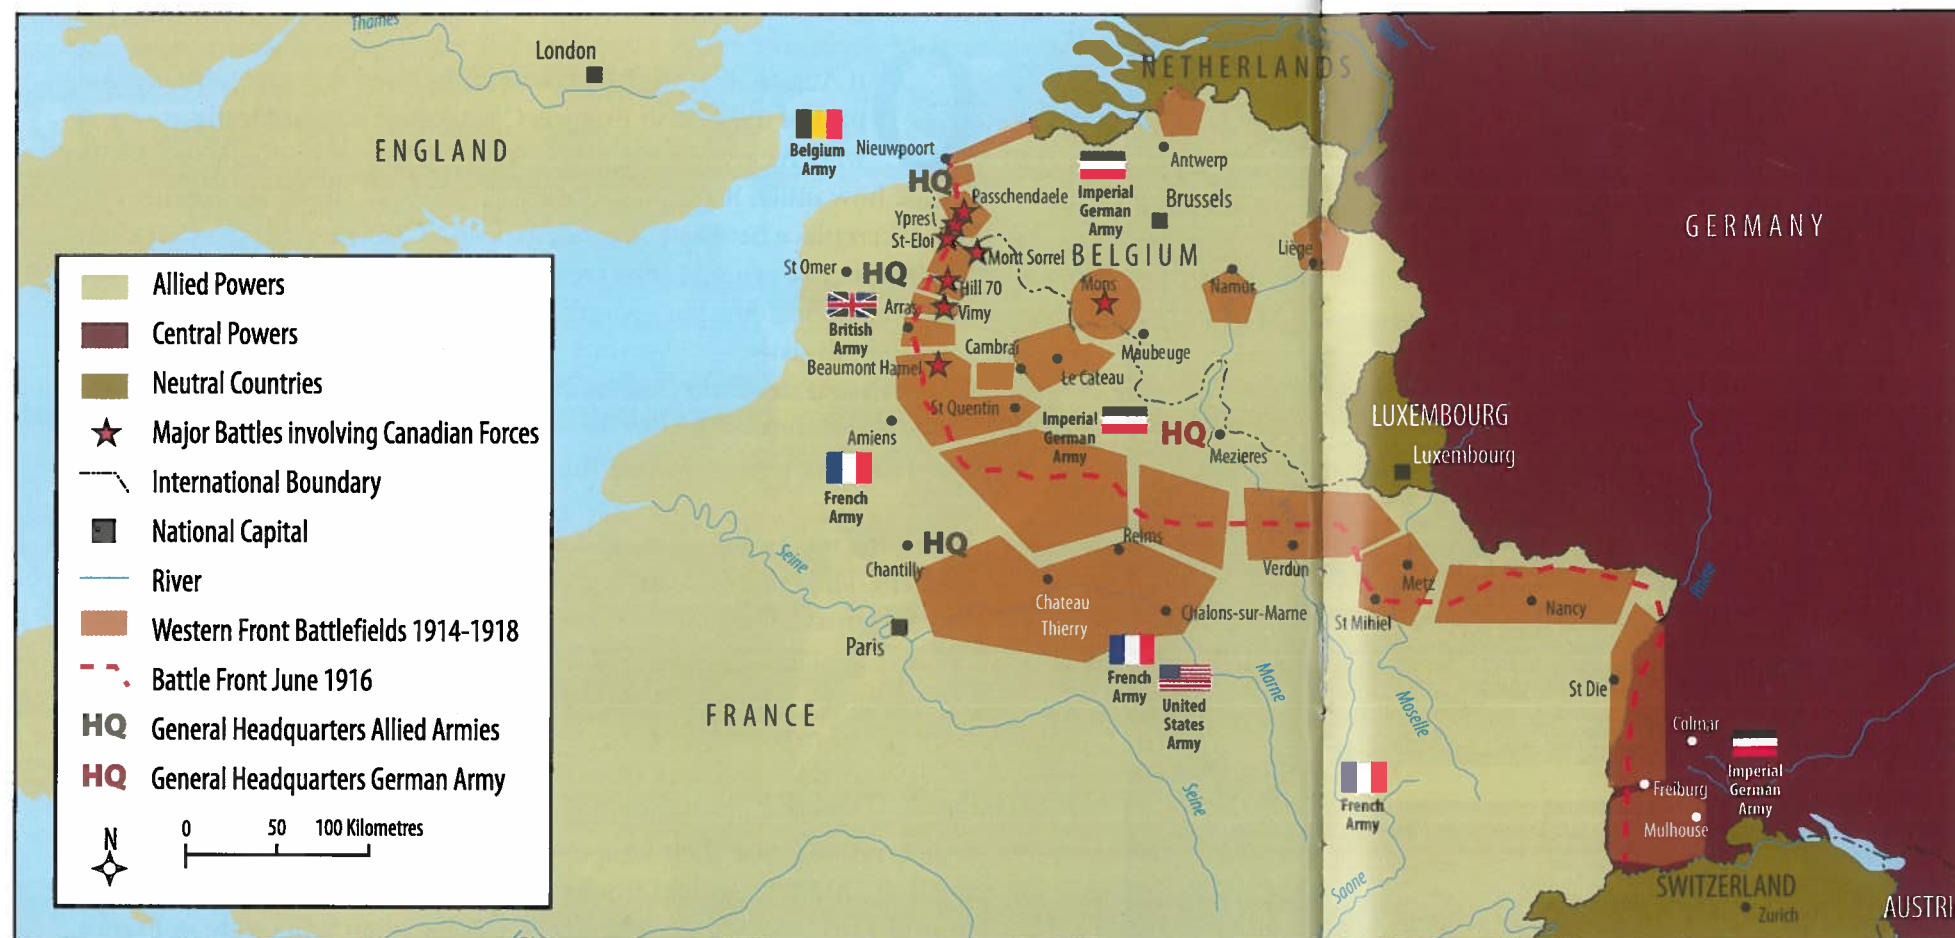 Thames
London
ENGLAND
NETHERLANDS
Belgium
Army
Nieuwpoort
HQ
Imperial
German
Army
Antwerp
Brussels
Passchendaele
Ypres
St-Eloi
Mont Sorrel
BELGIUM
Liège
GERMANY
St Omer
HQ
Hill 70
Mons
Namur
British
Army
Arras
Vimy
Cambrai
Maubeuge
Beaumont Hamel
Le Cateau
St Quentin
Amiens
Imperial
German
Army
HQ
Mezieres
LUXEMBOURG
Luxembourg
French
Army
Seine
Chantilly
HQ
Reims
Verdun
Metz
Rhine
Chateau
Thierry
Chalons-sur-Marne
St Mihiel
Nancy
Paris
French
Army
United
States
Army
Marne
Moselle
St Die
FRANCE
Colmar
Imperial
German
Army
Seine
French
Army
Freiburg
Mulhouse
Saone
SWITZERLAND
Zurich
AUSTRI
Allied Powers
Central Powers
Neutral Countries
Major Battles involving Canadian Forces
International Boundary
National Capital
River
Western Front Battlefields 1914-1918
Battle Front June 1916
HQ General Headquarters Allied Armies
HQ General Headquarters German Army
N
0 50 100 Kilometres